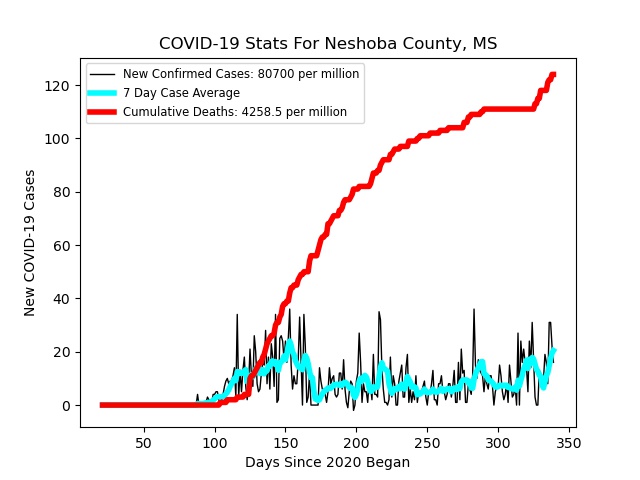 COVID-19 Stats For Neshoba County, MS
New Confirmed Cases: 80700 per million
7 Day Case Average
Cumulative Deaths: 4258.5 per million
New COVID-19 Cases
120
100
80
60
40
20
0
50
100
150
200
250
300
350
Days Since 2020 Began